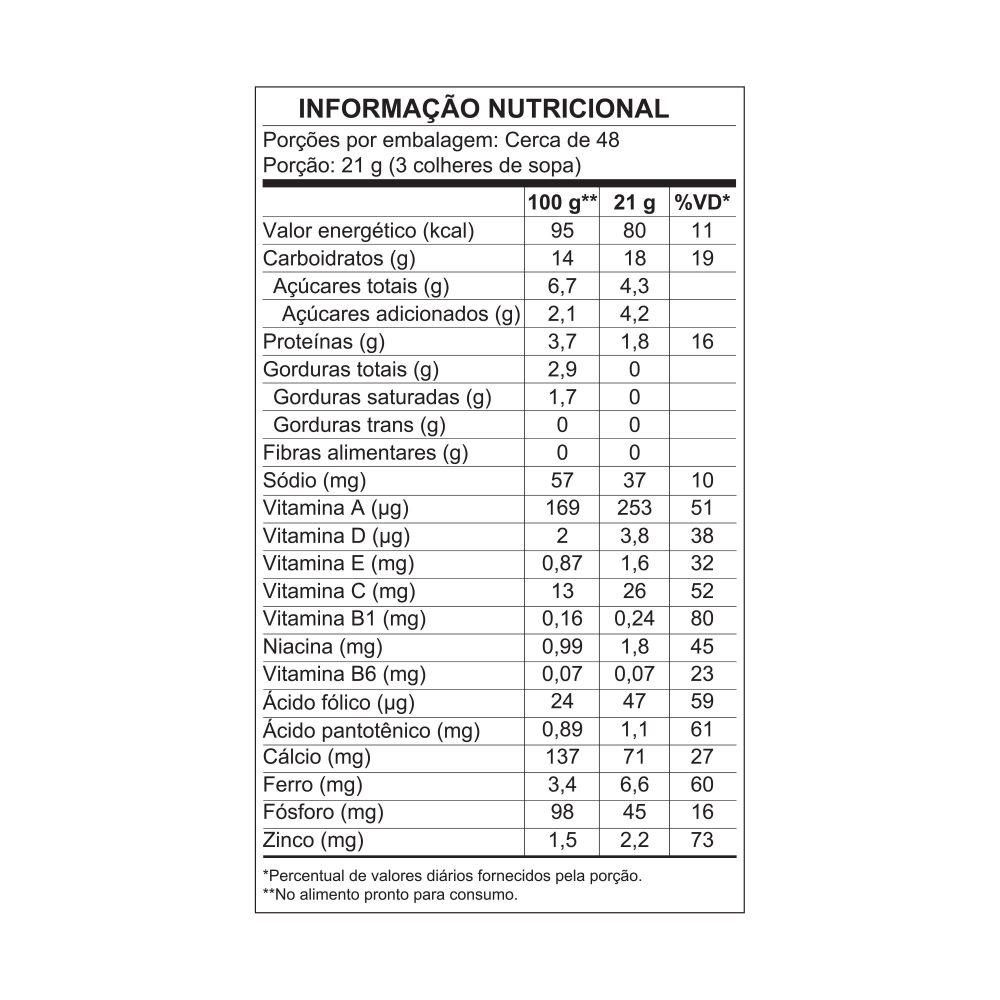 INFORMAÇÃO NUTRICIONAL
Porções por embalagem: Cerca de 48
Porção: 21 g (3 colheres de sopa)
100 g** 21 g %VD*
Valor energético (kcal) 95 80 11
Carboidratos (g) 14 18 19
Açúcares totais (g) 6,7 4,3
Açúcares adicionados (g) 2,1 4,2
Proteínas (g) 3,7 1,8 16
Gorduras totais (g) 2,9 0
Gorduras saturadas (g) 1,7 0
Gorduras trans (g) 0 0
Fibras alimentares (g) 0 0
Sódio (mg) 57 37 10
Vitamina A (µg) 169 253 51
Vitamina D (µg) 2 3,8 38
Vitamina E (mg) 0,87 1,6 32
Vitamina C (mg) 13 26 52
Vitamina B1 (mg) 0,16 0,24 80
Niacina (mg) 0,99 1,8 45
Vitamina B6 (mg) 0,07 0,07 23
Ácido fólico (µg) 24 47 59
Ácido pantotênico (mg) 0,89 1,1 61
Cálcio (mg) 137 71 27
Ferro (mg) 3,4 6,6 60
Fósforo (mg) 98 45 16
Zinco (mg) 1,5 2,2 73
*Percentual de valores diários fornecidos pela porção.
**No alimento pronto para consumo.